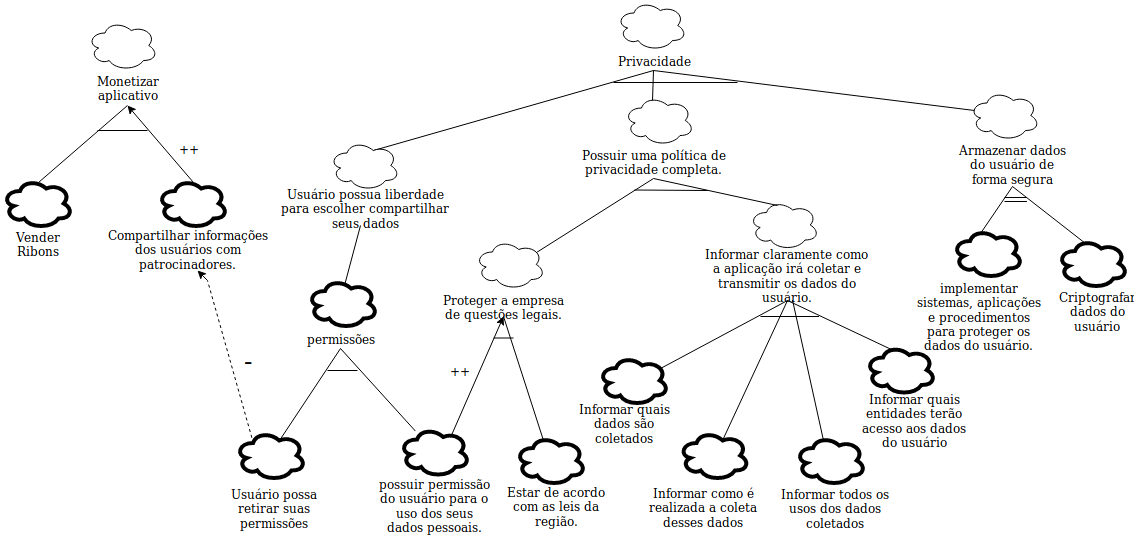 Monetizar
aplicativo
Privacidade
++
Vender
Ribons
Compartilhar informações
dos usuários com
patrocinadores.
Usuário possua liberdade
para escolher compartilhar
seus dados
Possuir uma política de
privacidade completa.
Armazenar dados
do usuário de
forma segura
permissões
Proteger a empresa
de questões legais.
Informar claramente como
a aplicação irá coletar e
transmitir os dados do
usuário.
implementar
sistemas, aplicações
e procedimentos
para proteger os
dados do usuário.
Criptografar
dados do
usuário
-
++
Usuário possa
retirar suas
permissões
possuir permissão
do usuário para o
uso dos seus
dados pessoais.
Estar de acordo
com as leis da
região.
Informar quais
dados são
coletados
Informar como é
realizada a coleta
desses dados
Informar todos os
usos dos dados
coletados
Informar quais
entidades terão
acesso aos dados
do usuário